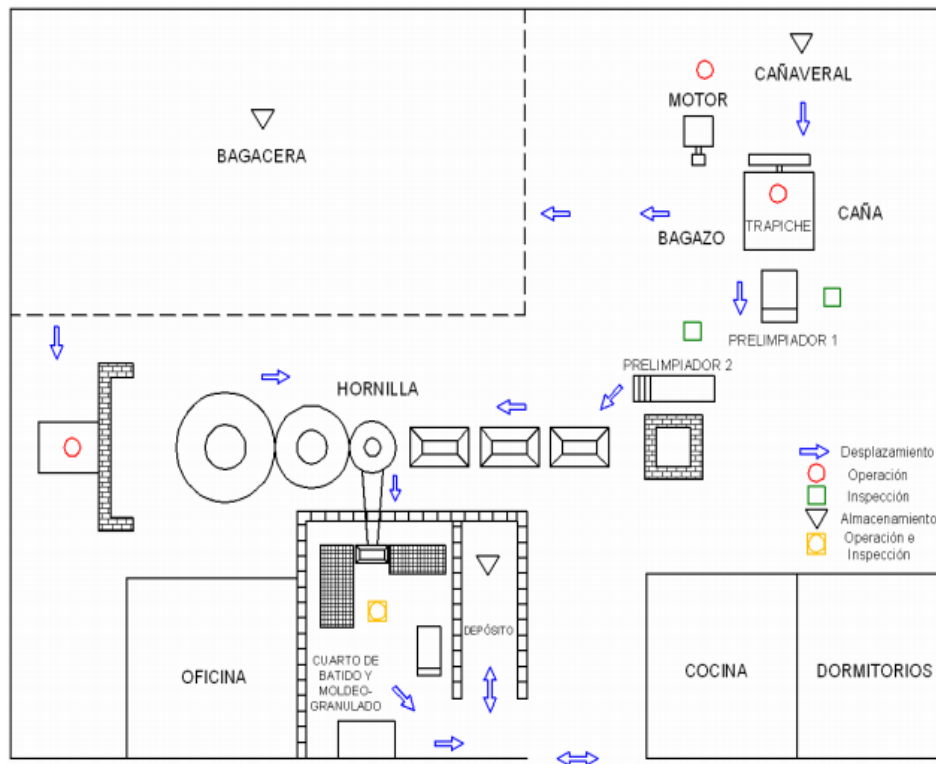 CAÑAVERAL
MOTOR
BAGACERA
CAÑA
TRAPICHE
BAGAZO
PRELIMPIADOR 1
PRELIMPIADOR 2
HORNILLA
Desplazamiento
Operación
Inspección
Almacenamiento
Operación e
Inspección
DEPÓSITO
CUARTO DE
BATIDO Y
MOLDEO-
GRANULADO
OFICINA
COCINA
DORMITORIOS